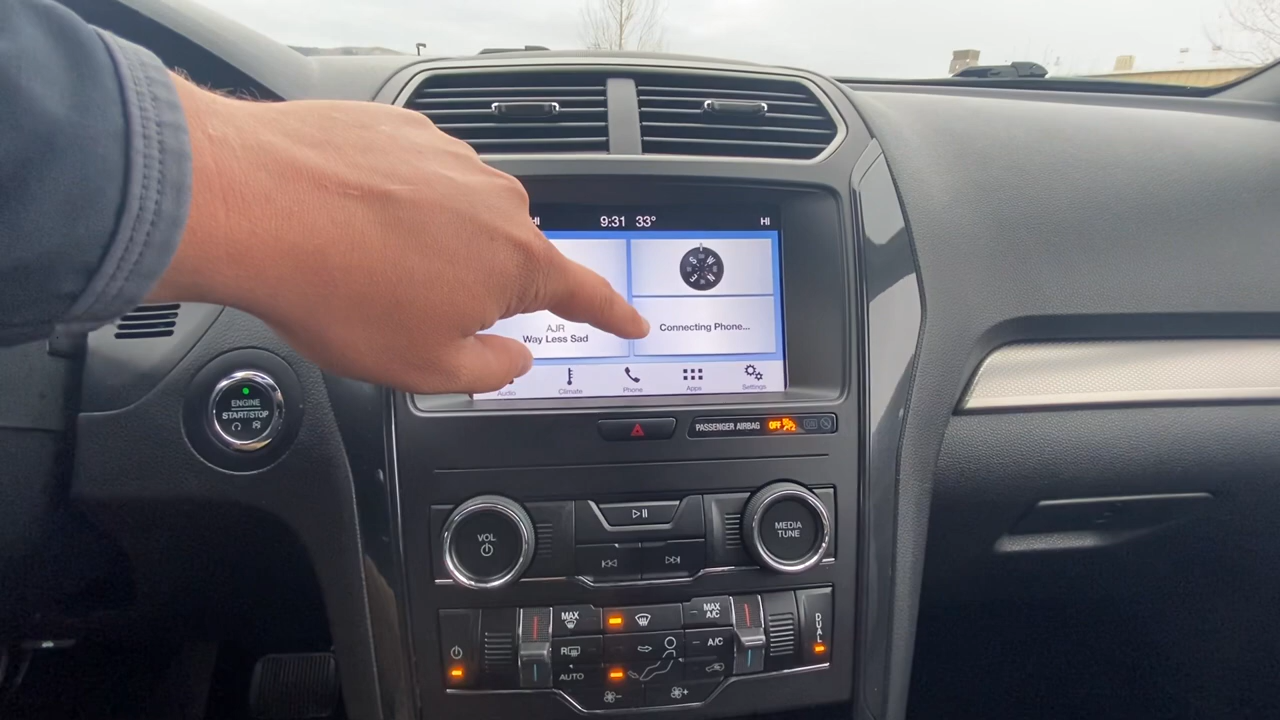 HI
9:31 33°
HI
S W
E N
AJR
Way Less Sad
Connecting Phone...
Audio
Climate
Phone
Apps
Settings
ENGINE
START/STOP
PASSENGER AIRBAG
OFF
VOL
MEDIA
TUNE
MAX
MAX
A/C
R
A/C
AUTO
DUAL